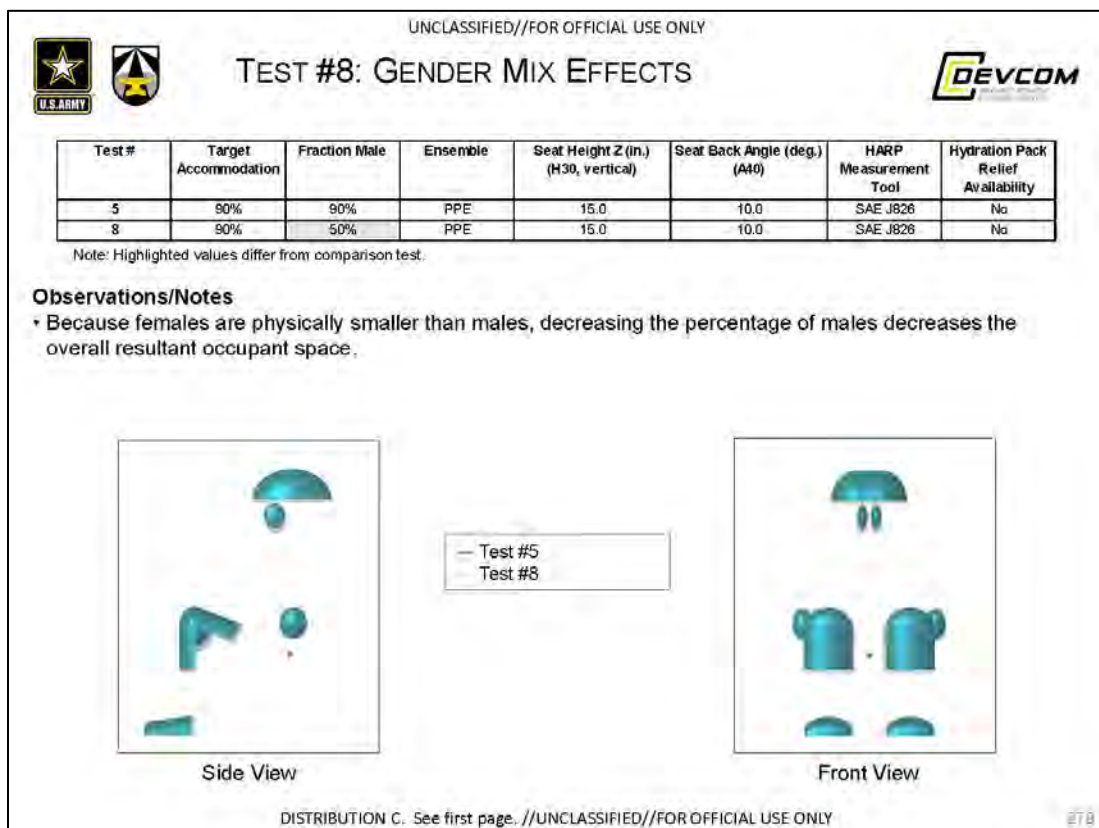 UNCLASSIFIED//FOR OFFICIAL USE ONLY
U.S.ARMY
TEST #8: GENDER MIX EFFECTS
DEVCOM
Test # Target Accommodation Fraction Male Ensemble Seat Height Z (in.) (H30, vertical) Seat Back Angle (deg.) (A40) HARP Measurement Tool Hydration Pack Relief Availability
5 90% 90% PPE 15.0 10.0 SAE J826 No
8 90% 50% PPE 15.0 10.0 SAE J826 No
Note: Highlighted values differ from comparison test.
Observations/Notes
• Because females are physically smaller than males, decreasing the percentage of males decreases the
overall resultant occupant space.
— Test #5
Test #8
Side View
Front View
DISTRIBUTION C. See first page. //UNCLASSIFIED//FOR OFFICIAL USE ONLY